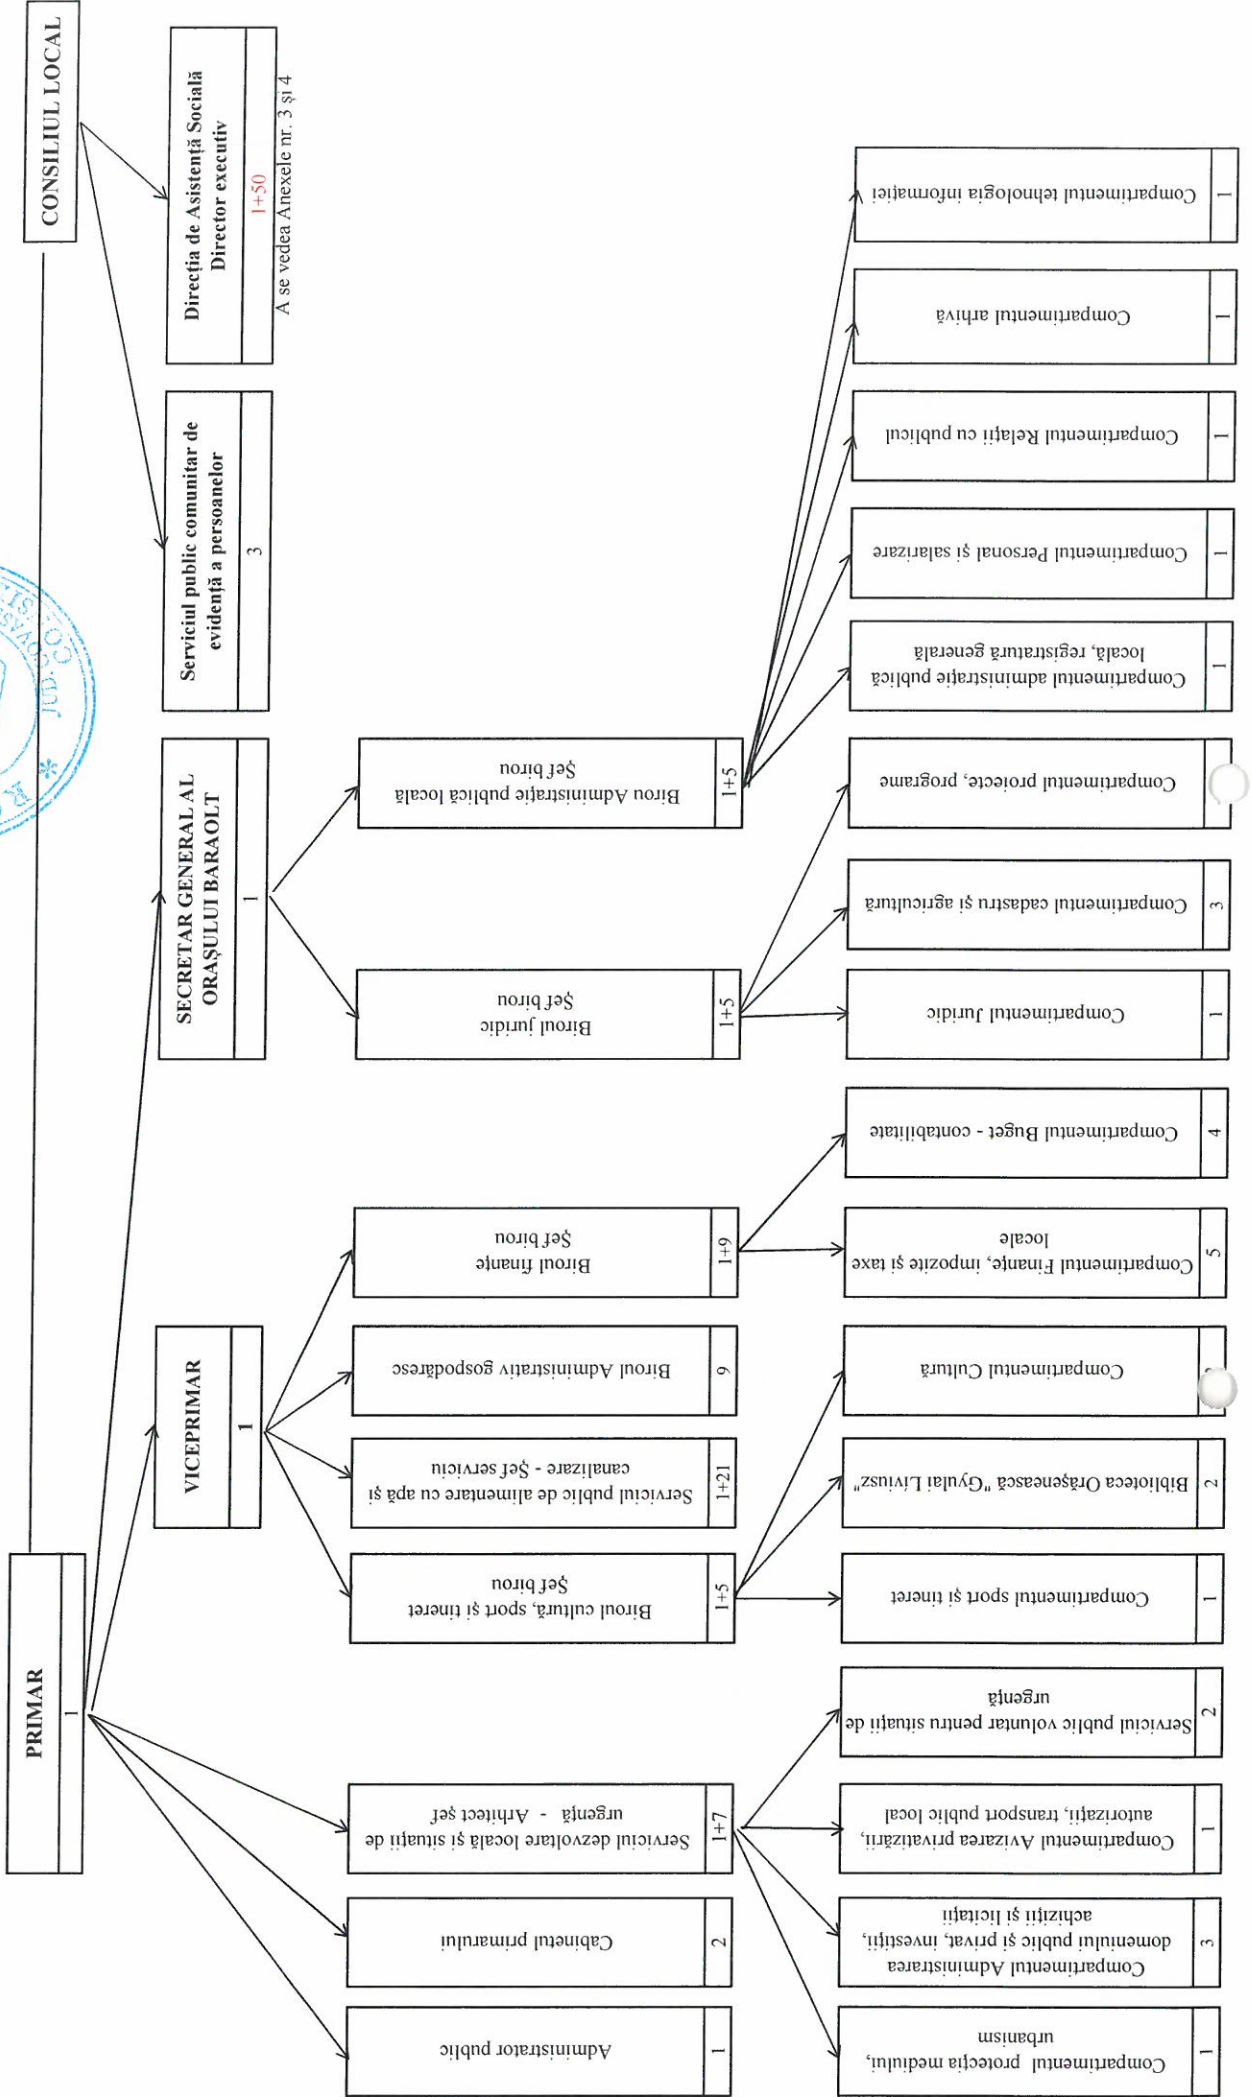 PRIMAR
1
CONSILIUL LOCAL
VICEPRIMAR
1
SECRETAR GENERAL AL
ORAȘULUI BARAOLT
1
Serviciul public comunitar de
evidență a persoanelor
3
Direcția de Asistență Socială
Director executiv
1+50
A se vedea Anexele nr. 3 și 4
Administrator public
1
Cabinetul primarului
2
Serviciul dezvoltare locală și situații de
urgență - Arhitect șef
1+7
Biroul cultură, sport și tineret
Șef birou
1+5
Serviciul public de alimentare cu apă și
canalizare - Șef serviciu
1+21
Biroul Administrativ gospodăresc
9
Biroul finanțe
Șef birou
1+9
Biroul juridic
Șef birou
1+5
Birou Administrație publică locală
Șef birou
1+5
Compartimentul protecția mediului,
urbanism
1
Compartimentul Administrarea
domeniului public și privat, investiții,
achiziții și licitații
3
Compartimentul Avizarea privatizării,
autorizații, transport public local
1
Serviciul public voluntar pentru situații de
urgență
2
Compartimentul sport și tineret
1
Biblioteca Orășenească "Gyulai Líviusz"
2
Compartimentul Cultură
Compartimentul Finanțe, impozite și taxe
locale
5
Compartimentul Buget - contabilitate
4
Compartimentul Juridic
1
Compartimentul cadastru și agricultură
3
Compartimentul proiecte, programe
Compartimentul administrație publică
locală, registratură generală
1
Compartimentul Personal și salarizare
1
Compartimentul Relații cu publicul
1
Compartimentul arhivă
1
Compartimentul tehnologia informației
1
JUD. COVAS
CONSI